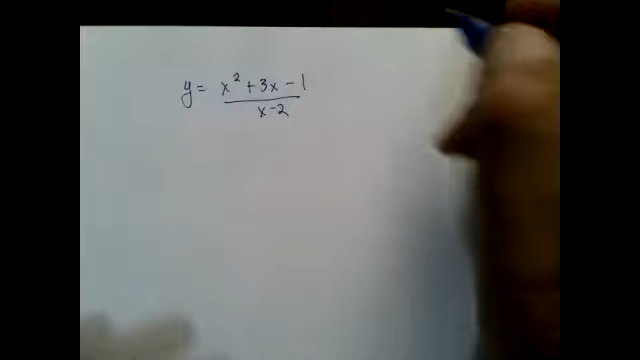 y = x² + 3x - 1
x - 2